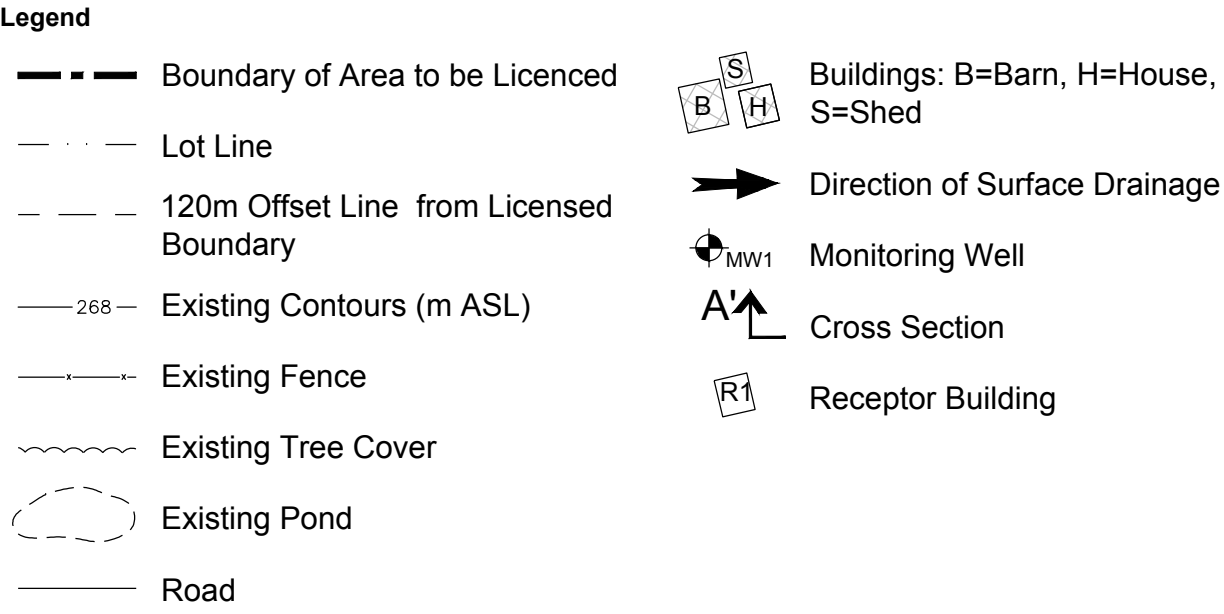 Legend
Boundary of Area to be Licenced
Lot Line
120m Offset Line from Licensed
Boundary
268
Existing Contours (m ASL)
x x
Existing Fence
Existing Tree Cover
Existing Pond
Road
S
B H
Buildings: B=Barn, H=House,
S=Shed
Direction of Surface Drainage
MW1
Monitoring Well
A'
Cross Section
R1
Receptor Building